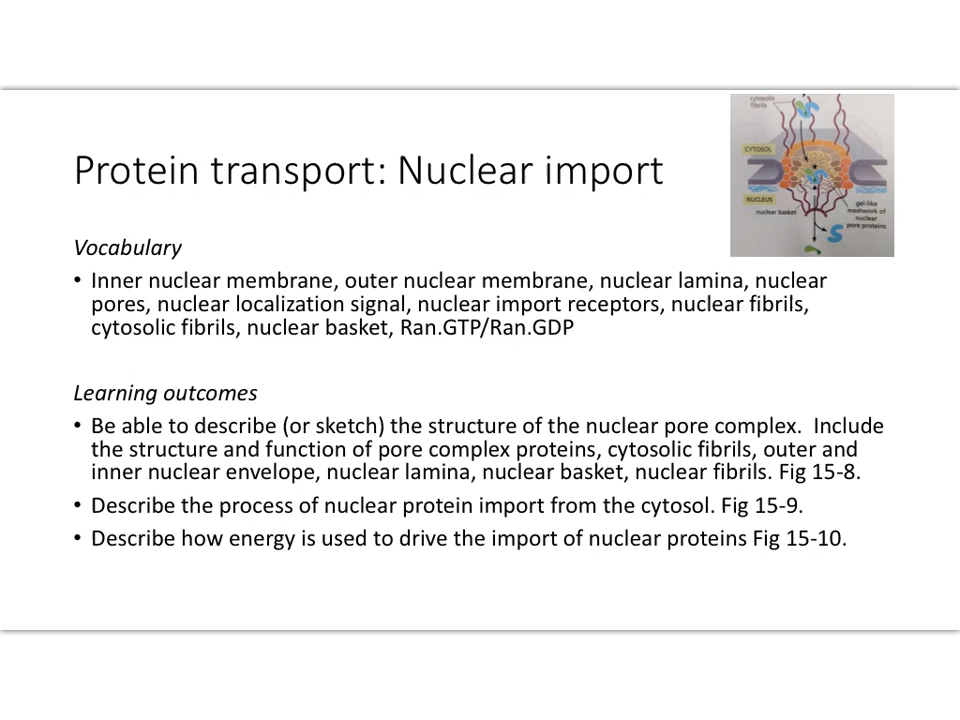 cytosolic
fibrils
CYTOSOL
NUCLEUS
nuclear basket
gel-like
meshwork of
nuclear
pore proteins
Protein transport: Nuclear import
Vocabulary
• Inner nuclear membrane, outer nuclear membrane, nuclear lamina, nuclear
pores, nuclear localization signal, nuclear import receptors, nuclear fibrils,
cytosolic fibrils, nuclear basket, Ran.GTP/Ran.GDP
Learning outcomes
• Be able to describe (or sketch) the structure of the nuclear pore complex.  Include
the structure and function of pore complex proteins, cytosolic fibrils, outer and
inner nuclear envelope, nuclear lamina, nuclear basket, nuclear fibrils. Fig 15-8.
• Describe the process of nuclear protein import from the cytosol. Fig 15-9.
• Describe how energy is used to drive the import of nuclear proteins Fig 15-10.